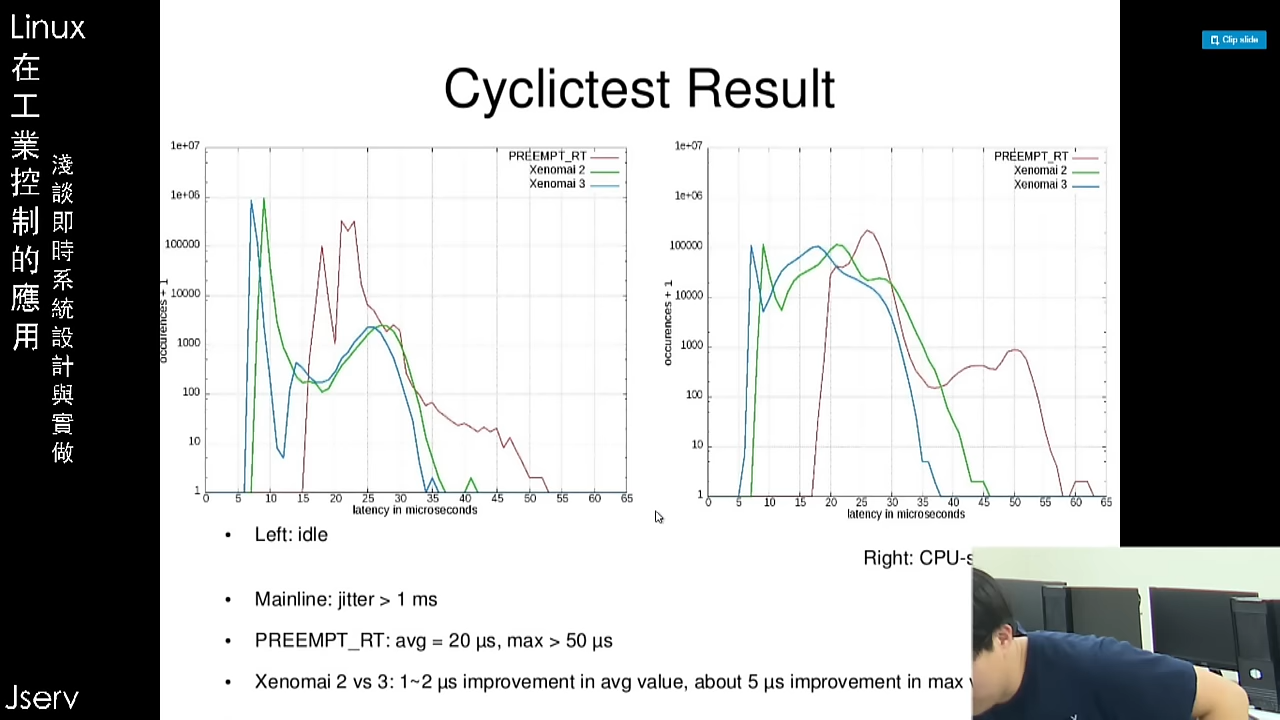 Linux
在工業控制的應用
淺談即時系統設計與實做
Jserv
Clip slide
Cyclictest Result
1e+07
1e+06
100000
10000
1000
100
10
1
occurences + 1
PREEMPT_RT
Xenomai 2
Xenomai 3
0 5 10 15 20 25 30 35 40 45 50 55 60 65
latency in microseconds
1e+07
1e+06
100000
10000
1000
100
10
1
occurences + 1
PREEMPT_RT
Xenomai 2
Xenomai 3
0 5 10 15 20 25 30 35 40 45 50 55 60 65
latency in microseconds
• Left: idle
Right: CPU-s
• Mainline: jitter > 1 ms
• PREEMPT_RT: avg = 20 µs, max > 50 µs
• Xenomai 2 vs 3: 1~2 µs improvement in avg value, about 5 µs improvement in max